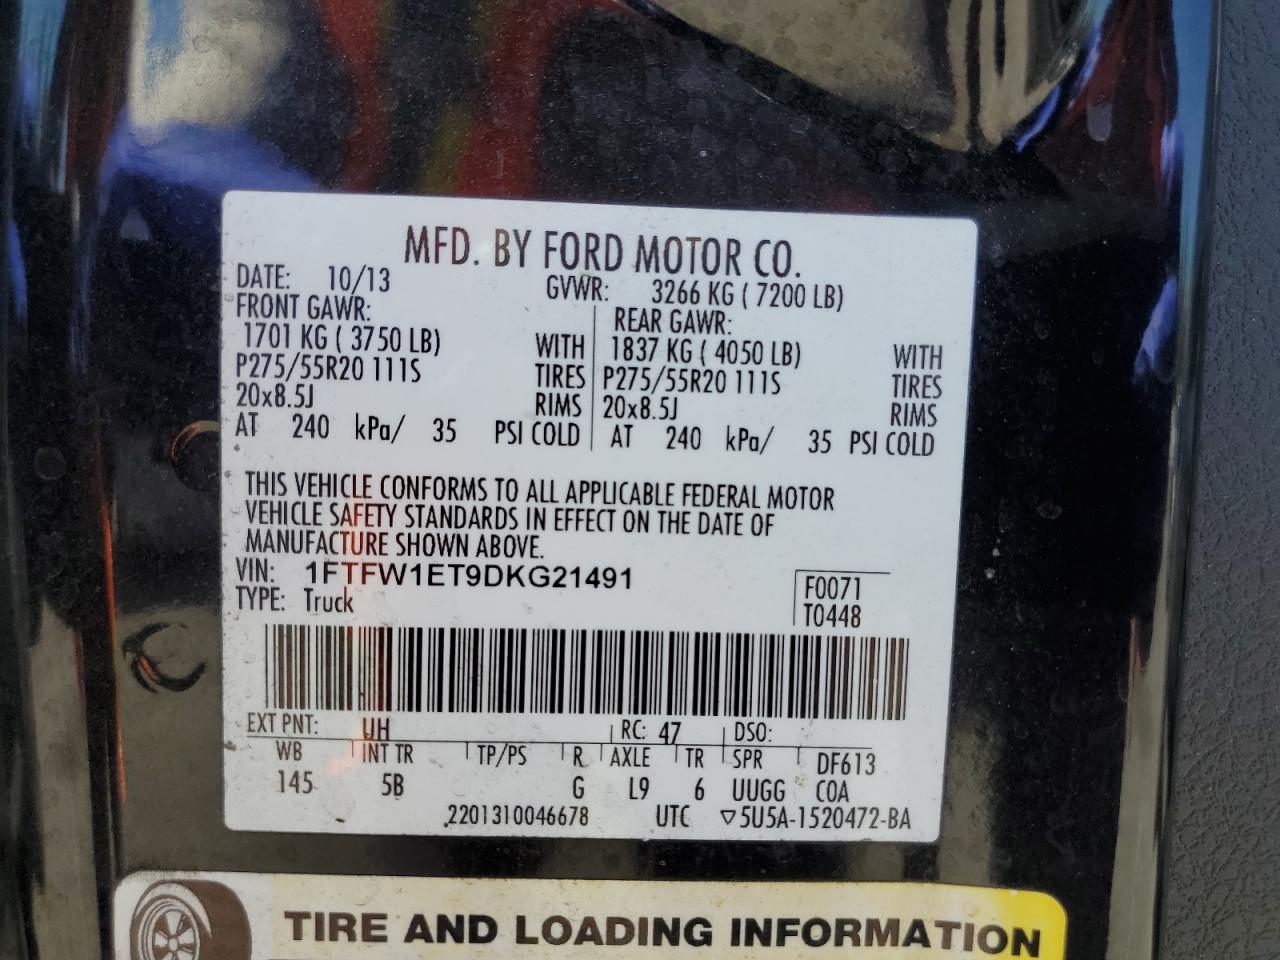 MFD. BY FORD MOTOR CO.
DATE: 10/13 GVWR: 3266 KG ( 7200 LB)
FRONT GAWR: REAR GAWR:
1701 KG ( 3750 LB) WITH 1837 KG ( 4050 LB) WITH
P275/55R20 111S TIRES P275/55R20 111S TIRES
20x8.5J RIMS 20x8.5J RIMS
AT 240 kPa/ 35 PSI COLD AT 240 kPa/ 35 PSI COLD
THIS VEHICLE CONFORMS TO ALL APPLICABLE FEDERAL MOTOR
VEHICLE SAFETY STANDARDS IN EFFECT ON THE DATE OF
MANUFACTURE SHOWN ABOVE.
VIN: 1FTFW1ET9DKG21491 F0071
TYPE: Truck T0448
EXT PNT: UH RC: 47 DSO:
WB INT TR TP/PS R AXLE TR SPR DF613
145 5B G L9 6 UUGG COA
2201310046678 UTC ▽5U5A-1520472-BA
TIRE AND LOADING INFORMATION